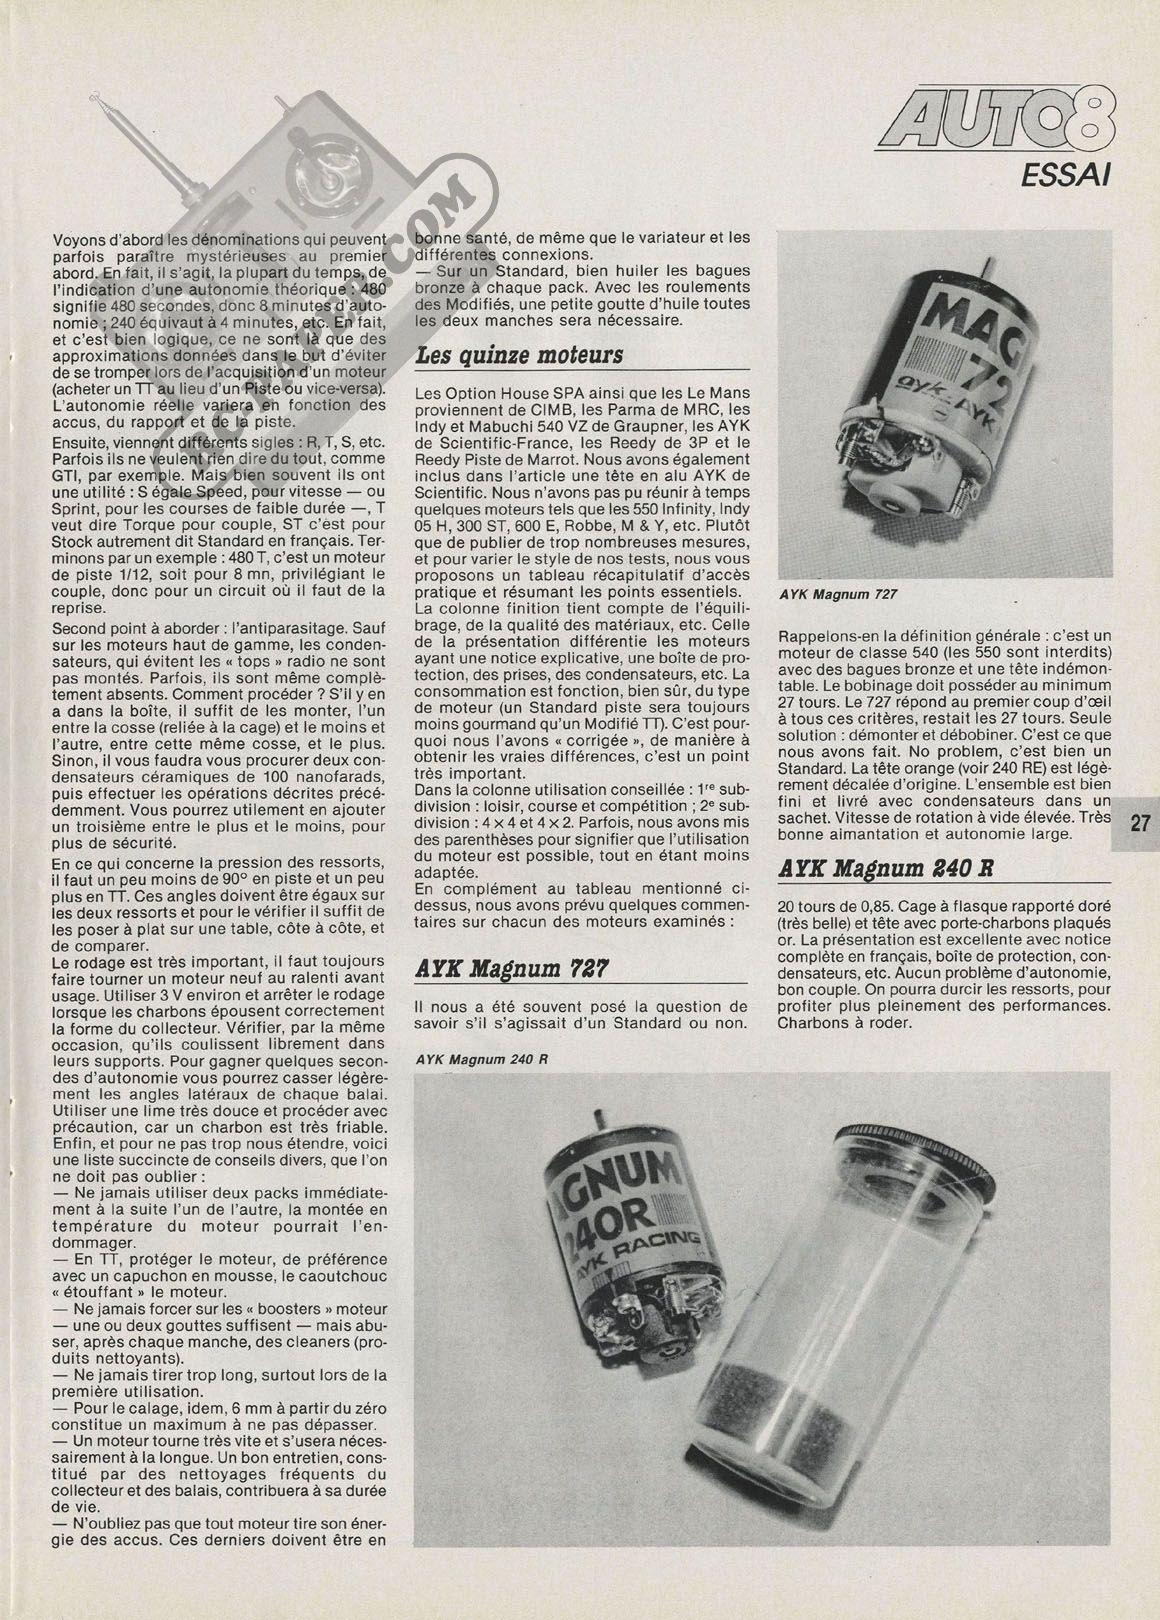 AUTO8
ESSAI
RC-PAPER.COM
Voyons d'abord les dénominations qui peuvent
parfois paraître mystérieuses au premier
abord. En fait, il s'agit, la plupart du temps, de
l'indication d'une autonomie théorique : 480
signifie 480 secondes, donc 8 minutes d'auto-
nomie ; 240 équivaut à 4 minutes, etc. En fait,
et c'est bien logique, ce ne sont là que des
approximations données dans le but d'éviter
de se tromper lors de l'acquisition d'un moteur
(acheter un TT au lieu d'un Piste ou vice-versa).
L'autonomie réelle variera en fonction des
accus, du rapport et de la piste.
Ensuite, viennent différents sigles : R, T, S, etc.
Parfois ils ne veulent rien dire du tout, comme
GTI, par exemple. Mais bien souvent ils ont
une utilité : S égale Speed, pour vitesse — ou
Sprint, pour les courses de faible durée —, T
veut dire Torque pour couple, ST c'est pour
Stock autrement dit Standard en français. Ter-
minons par un exemple : 480 T, c'est un moteur
de piste 1/12, soit pour 8 mn, privilégiant le
couple, donc pour un circuit où il faut de la
reprise.
Second point à aborder : l'antiparasitage. Sauf
sur les moteurs haut de gamme, les conden-
sateurs, qui évitent les « tops » radio ne sont
pas montés. Parfois, ils sont même complè-
tement absents. Comment procéder ? S'il y en
a dans la boîte, il suffit de les monter, l'un
entre la cosse (reliée à la cage) et le moins et
l'autre, entre cette même cosse, et le plus.
Sinon, il vous faudra vous procurer deux con-
densateurs céramiques de 100 nanofarads,
puis effectuer les opérations décrites précé-
demment. Vous pourrez utilement en ajouter
un troisième entre le plus et le moins, pour
plus de sécurité.
En ce qui concerne la pression des ressorts,
il faut un peu moins de 90° en piste et un peu
plus en TT. Ces angles doivent être égaux sur
les deux ressorts et pour le vérifier il suffit de
les poser à plat sur une table, côte à côte, et
de comparer.
Le rodage est très important, il faut toujours
faire tourner un moteur neuf au ralenti avant
usage. Utiliser 3 V environ et arrêter le rodage
lorsque les charbons épousent correctement
la forme du collecteur. Vérifier, par la même
occasion, qu'ils coulissent librement dans
leurs supports. Pour gagner quelques secon-
des d'autonomie vous pourrez casser légère-
ment les angles latéraux de chaque balai.
Utiliser une lime très douce et procéder avec
précaution, car un charbon est très friable.
Enfin, et pour ne pas trop nous étendre, voici
une liste succincte de conseils divers, que l'on
ne doit pas oublier :
— Ne jamais utiliser deux packs immédiate-
ment à la suite l'un de l'autre, la montée en
température du moteur pourrait l'en-
dommager.
— En TT, protéger le moteur, de préférence
avec un capuchon en mousse, le caoutchouc
« étouffant » le moteur.
— Ne jamais forcer sur les « boosters » moteur
— une ou deux gouttes suffisent — mais abu-
ser, après chaque manche, des cleaners (pro-
duits nettoyants).
— Ne jamais tirer trop long, surtout lors de la
première utilisation.
— Pour le calage, idem, 6 mm à partir du zéro
constitue un maximum à ne pas dépasser.
— Un moteur tourne très vite et s'usera néces-
sairement à la longue. Un bon entretien, cons-
titué par des nettoyages fréquents du
collecteur et des balais, contribuera à sa durée
de vie.
— N'oubliez pas que tout moteur tire son éner-
gie des accus. Ces derniers doivent être en
bonne santé, de même que le variateur et les
différentes connexions.
— Sur un Standard, bien huiler les bagues
bronze à chaque pack. Avec les roulements
des Modifiés, une petite goutte d'huile toutes
les deux manches sera nécessaire.
Les quinze moteurs
Les Option House SPA ainsi que les Le Mans
proviennent de CIMB, les Parma de MRC, les
Indy et Mabuchi 540 VZ de Graupner, les AYK
de Scientific-France, les Reedy de 3P et le
Reedy Piste de Marrot. Nous avons également
inclus dans l'article une tête en alu AYK de
Scientific. Nous n'avons pas pu réunir à temps
quelques moteurs tels que les 550 Infinity, Indy
05 H, 300 ST, 600 E, Robbe, M & Y, etc. Plutôt
que de publier de trop nombreuses mesures,
et pour varier le style de nos tests, nous vous
proposons un tableau récapitulatif d'accès
pratique et résumant les points essentiels.
La colonne finition tient compte de l'équili-
brage, de la qualité des matériaux, etc. Celle
de la présentation différentie les moteurs
ayant une notice explicative, une boîte de pro-
tection, des prises, des condensateurs, etc. La
consommation est fonction, bien sûr, du type
de moteur (un Standard piste sera toujours
moins gourmand qu'un Modifié TT). C'est pour-
quoi nous l'avons « corrigée », de manière à
obtenir les vraies différences, c'est un point
très important.
Dans la colonne utilisation conseillée : 1re sub-
division : loisir, course et compétition ; 2e sub-
division : 4 x 4 et 4 x 2. Parfois, nous avons mis
des parenthèses pour signifier que l'utilisation
du moteur est possible, tout en étant moins
adaptée.
En complément au tableau mentionné ci-
dessus, nous avons prévu quelques commen-
taires sur chacun des moteurs examinés :
AYK Magnum 727
Il nous a été souvent posé la question de
savoir s'il s'agissait d'un Standard ou non.
MAG
72
ayk AYK
AYK Magnum 727
Rappelons-en la définition générale : c'est un
moteur de classe 540 (les 550 sont interdits)
avec des bagues bronze et une tête indémon-
table. Le bobinage doit posséder au minimum
27 tours. Le 727 répond au premier coup d'œil
à tous ces critères, restait les 27 tours. Seule
solution : démonter et débobiner. C'est ce que
nous avons fait. No problem, c'est bien un
Standard. La tête orange (voir 240 RE) est légè-
rement décalée d'origine. L'ensemble est bien
fini et livré avec condensateurs dans un
sachet. Vitesse de rotation à vide élevée. Très
bonne aimantation et autonomie large.
27
AYK Magnum 240 R
20 tours de 0,85. Cage à flasque rapporté doré
(très belle) et tête avec porte-charbons plaqués
or. La présentation est excellente avec notice
complète en français, boîte de protection, con-
densateurs, etc. Aucun problème d'autonomie,
bon couple. On pourra durcir les ressorts, pour
profiter plus pleinement des performances.
Charbons à roder.
AYK Magnum 240 R
AGNUM
240R
AYK RACING